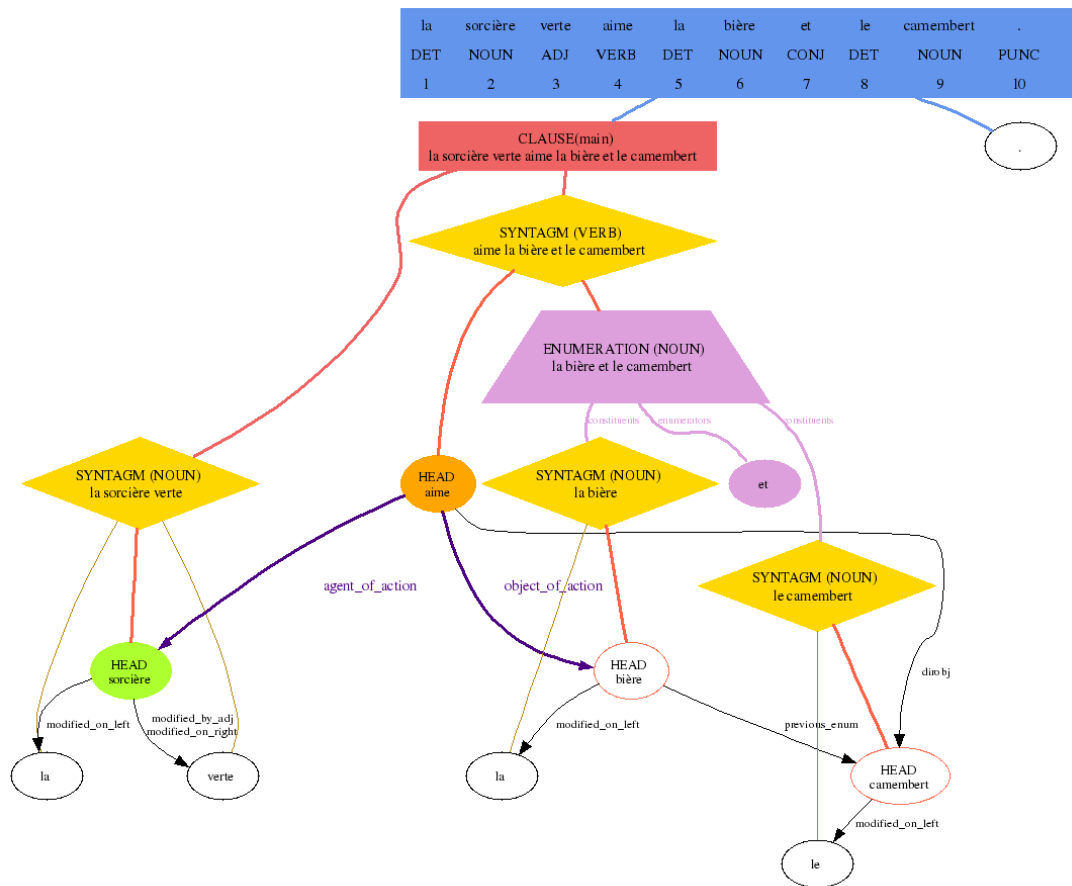 la sorcière verte aime la bière et le camembert .
DET NOUN ADJ VERB DET NOUN CONJ DET NOUN PUNC
1 2 3 4 5 6 7 8 9 10
CLAUSE(main)
la sorcière verte aime la bière et le camembert
.
SYNTAGM (VERB)
aime la bière et le camembert
ENUMERATION (NOUN)
la bière et le camembert
constituents enumerators constituents
SYNTAGM (NOUN)
la sorcière verte
HEAD
aime
SYNTAGM (NOUN)
la bière
et
SYNTAGM (NOUN)
le camembert
agent_of_action
object_of_action
HEAD
sorcière
HEAD
bière
dirobj
modified_on_left
modified_by_adj
modified_on_right
modified_on_left
previous_enum
la
verte
la
HEAD
camembert
modified_on_left
le